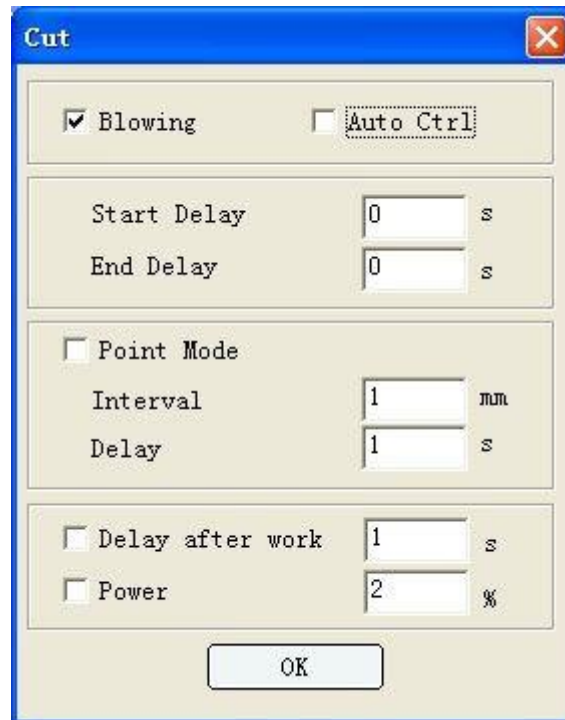 Cut
Blowing Auto Ctrl
Start Delay 0 s
End Delay 0 s
Point Mode
Interval 1 mm
Delay 1 s
Delay after work 1 s
Power 2 %
OK